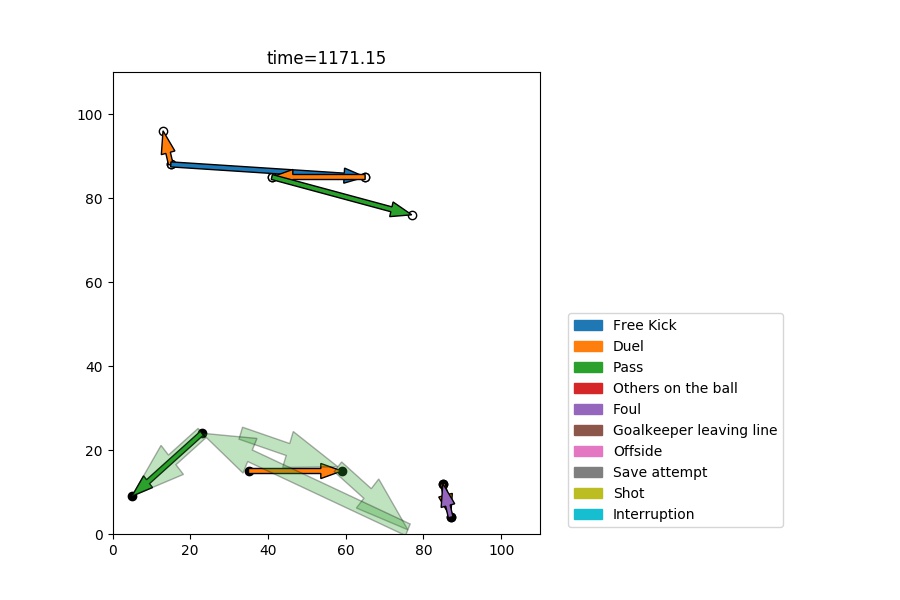 time=1171.15
100
80
60
40
20
0
0 20 40 60 80 100
Free Kick
Duel
Pass
Others on the ball
Foul
Goalkeeper leaving line
Offside
Save attempt
Shot
Interruption